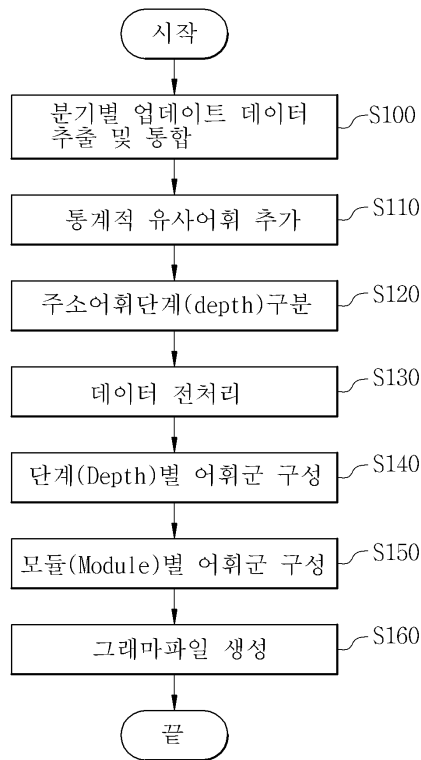 시작
분기별 업데이트 데이터
추출 및 통합
S100
통계적 유사어휘 추가
S110
주소어휘단계(depth)구분
S120
데이터 전처리
S130
단계(Depth)별 어휘군 구성
S140
모듈(Module)별 어휘군 구성
S150
그래마파일 생성
S160
끝